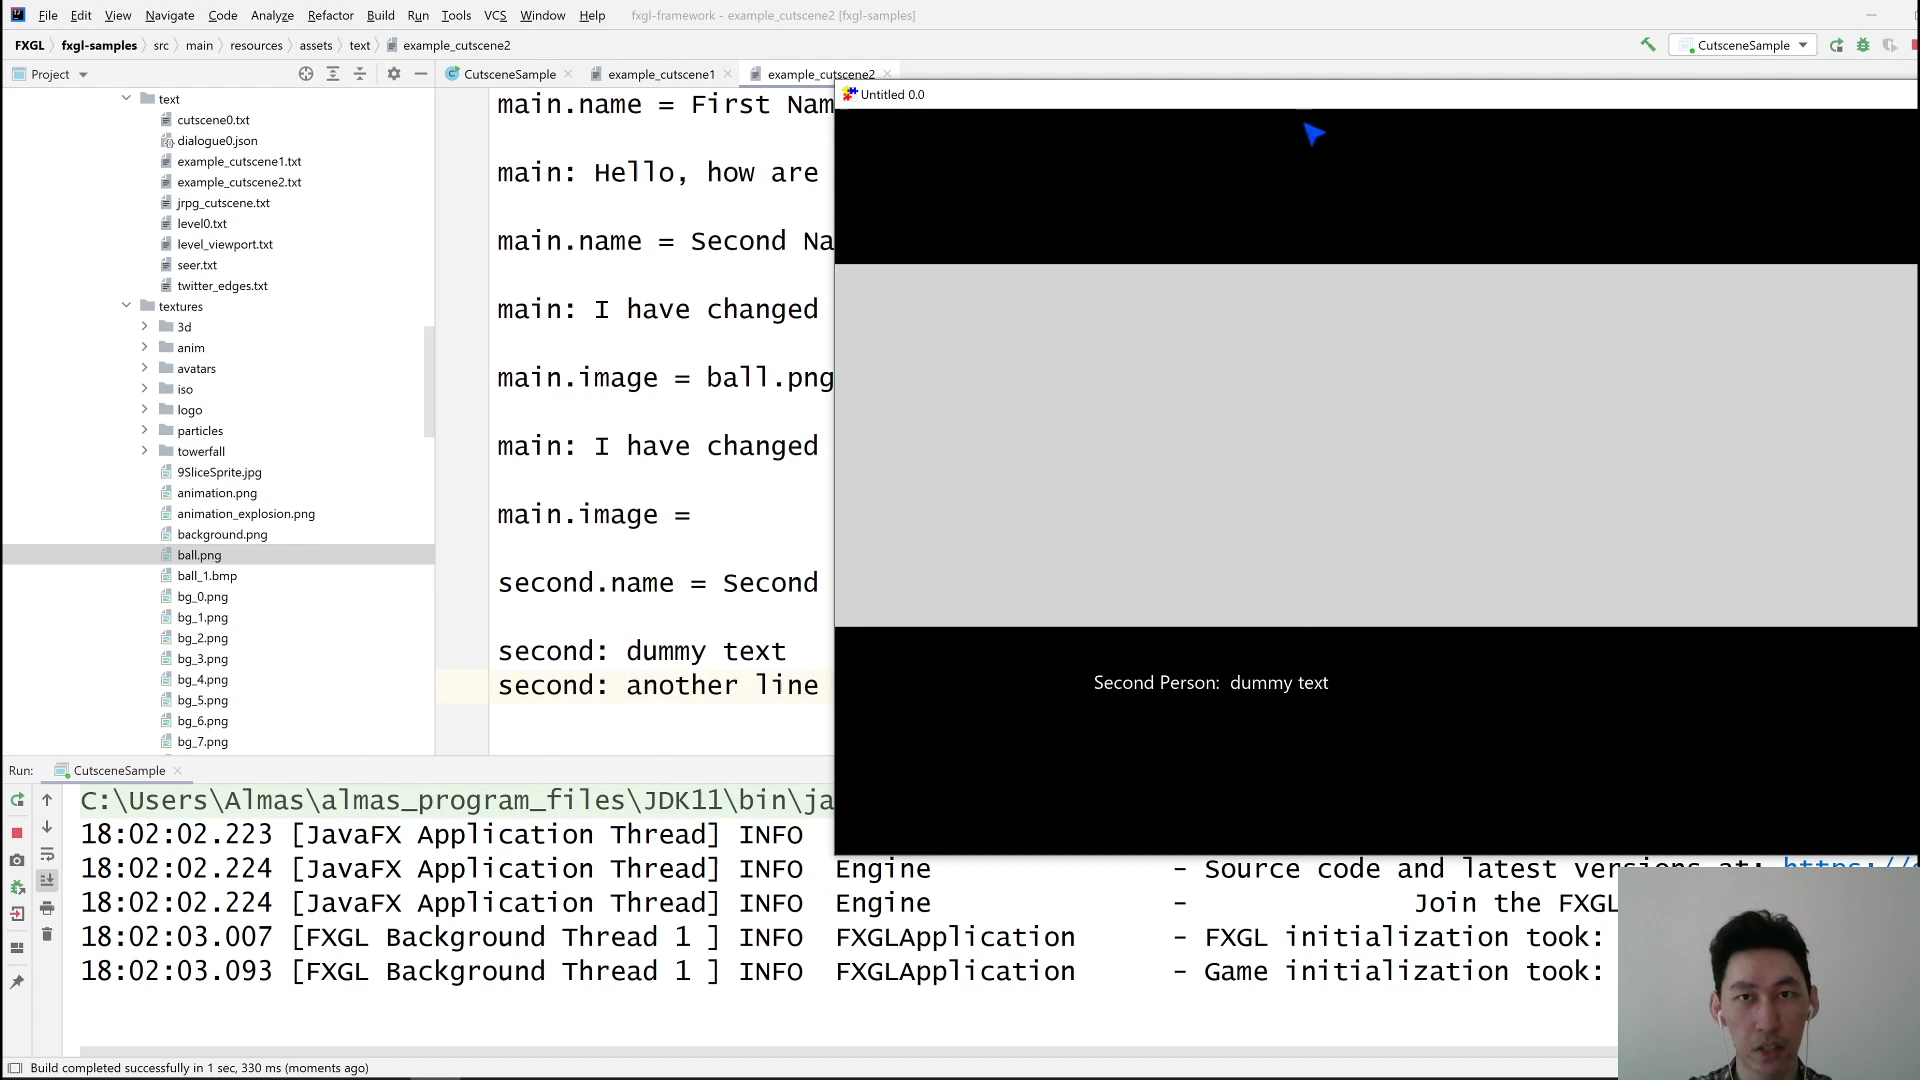 File Edit View Navigate Code Analyze Refactor Build Run Tools VCS Window Help fxgl-framework - example_cutscene2 [fxgl-samples]
FXGL fxgl-samples src main resources assets text example_cutscene2 CutsceneSample
Project CutsceneSample example_cutscene1 example_cutscene2
text
cutscene0.txt
dialogue0.json
example_cutscene1.txt
example_cutscene2.txt
jrpg_cutscene.txt
level0.txt
level_viewport.txt
seer.txt
twitter_edges.txt
textures
3d
anim
avatars
iso
logo
particles
towerfall
9SliceSprite.jpg
animation.png
animation_explosion.png
background.png
ball.png
ball_1.bmp
bg_0.png
bg_1.png
bg_2.png
bg_3.png
bg_4.png
bg_5.png
bg_6.png
bg_7.png
main.name = First Nam
main: Hello, how are
main.name = Second Na
main: I have changed
main.image = ball.png
main: I have changed
main.image =
second.name = Second
second: dummy text
second: another line
Untitled 0.0
Second Person: dummy text
Run: CutsceneSample
C:\Users\Almas\almas_program_files\JDK11\bin\ja
18:02:02.223 [JavaFX Application Thread] INFO
18:02:02.224 [JavaFX Application Thread] INFO Engine - Source code and latest versions at: https://
18:02:02.224 [JavaFX Application Thread] INFO Engine - Join the FXGL
18:02:03.007 [FXGL Background Thread 1 ] INFO FXGLApplication - FXGL initialization took:
18:02:03.093 [FXGL Background Thread 1 ] INFO FXGLApplication - Game initialization took:
Build completed successfully in 1 sec, 330 ms (moments ago)